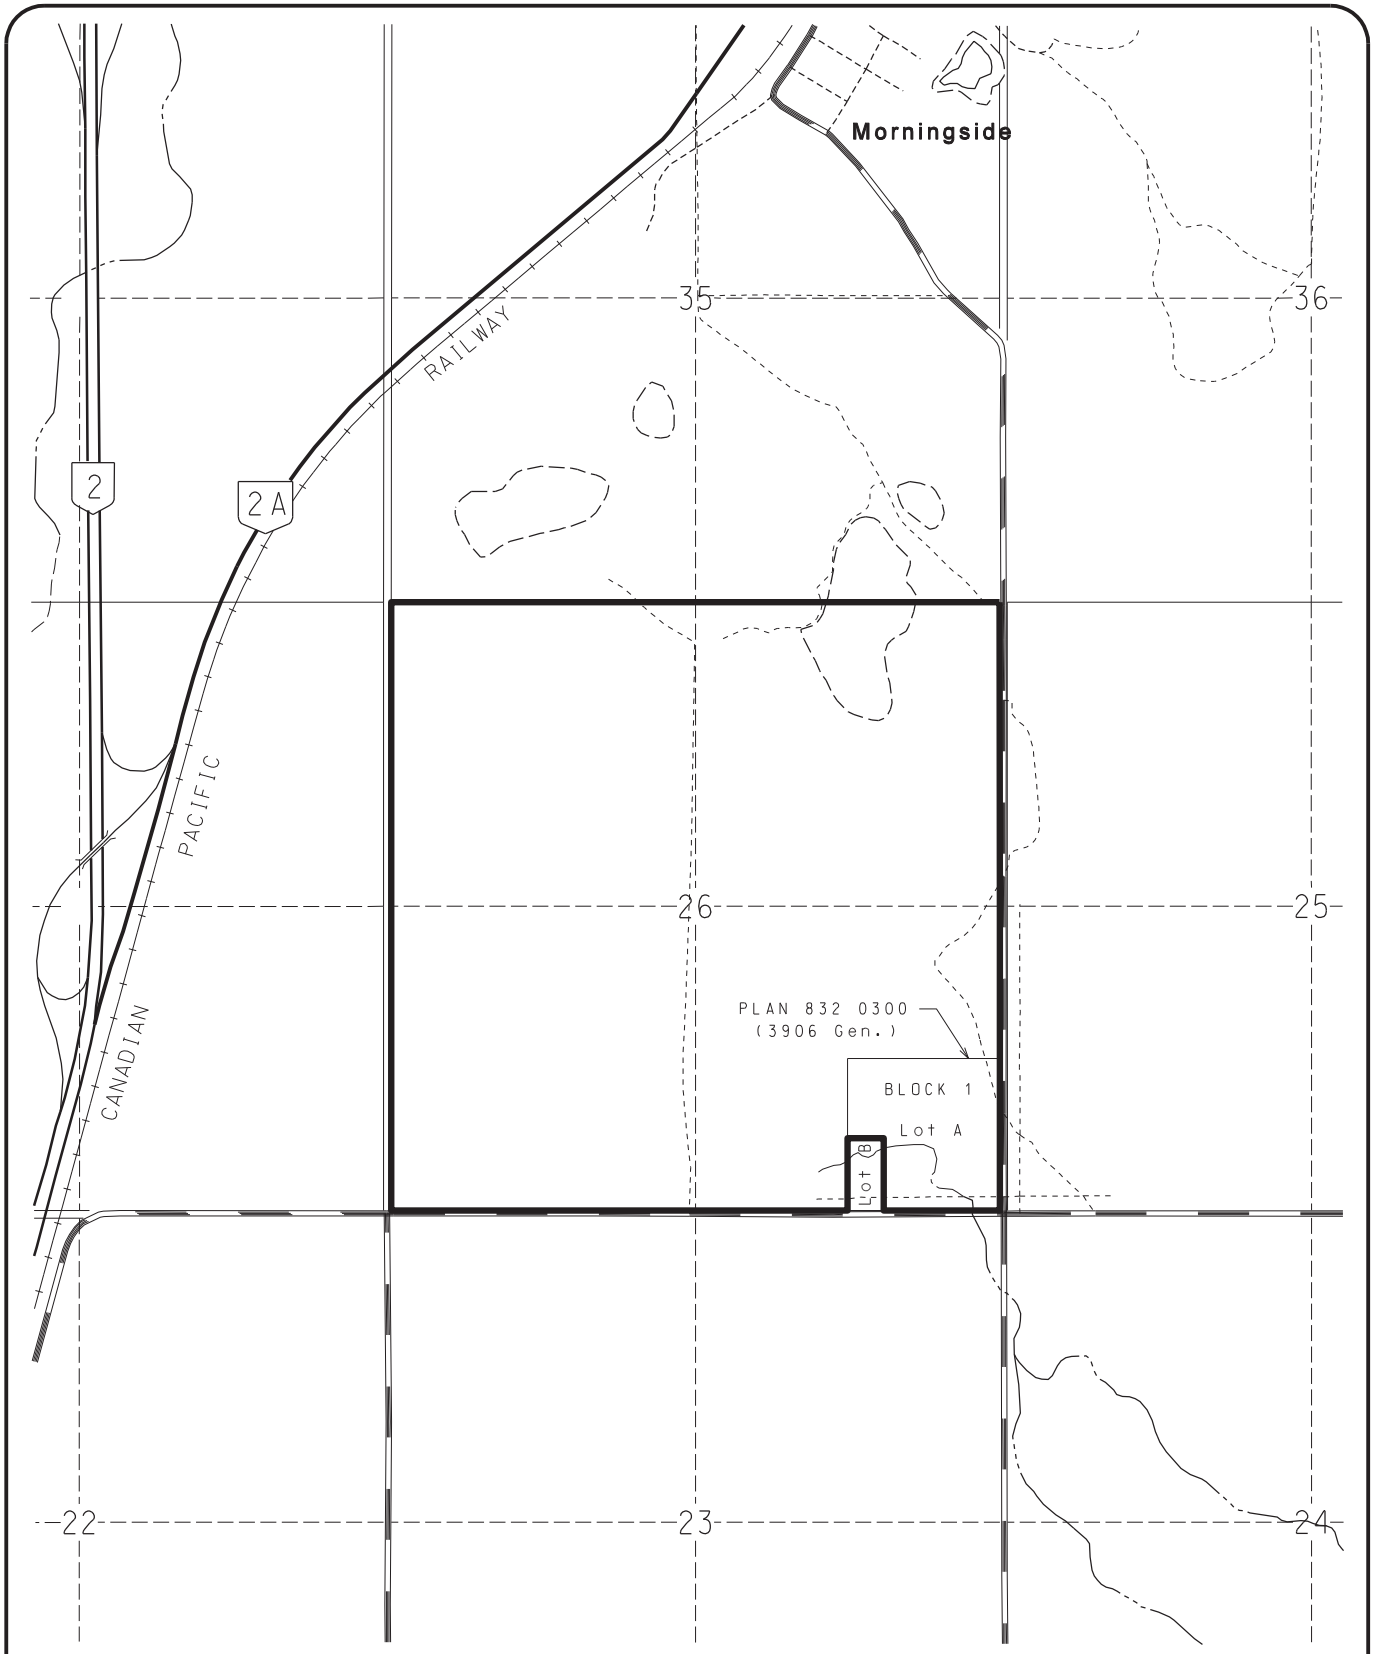 Morningside
35
36
RAILWAY
2
2A
PACIFIC
26
25
CANADIAN
PLAN 832 0300
(3906 Gen.)
BLOCK 1
Lot A
Lot B
22
23
24